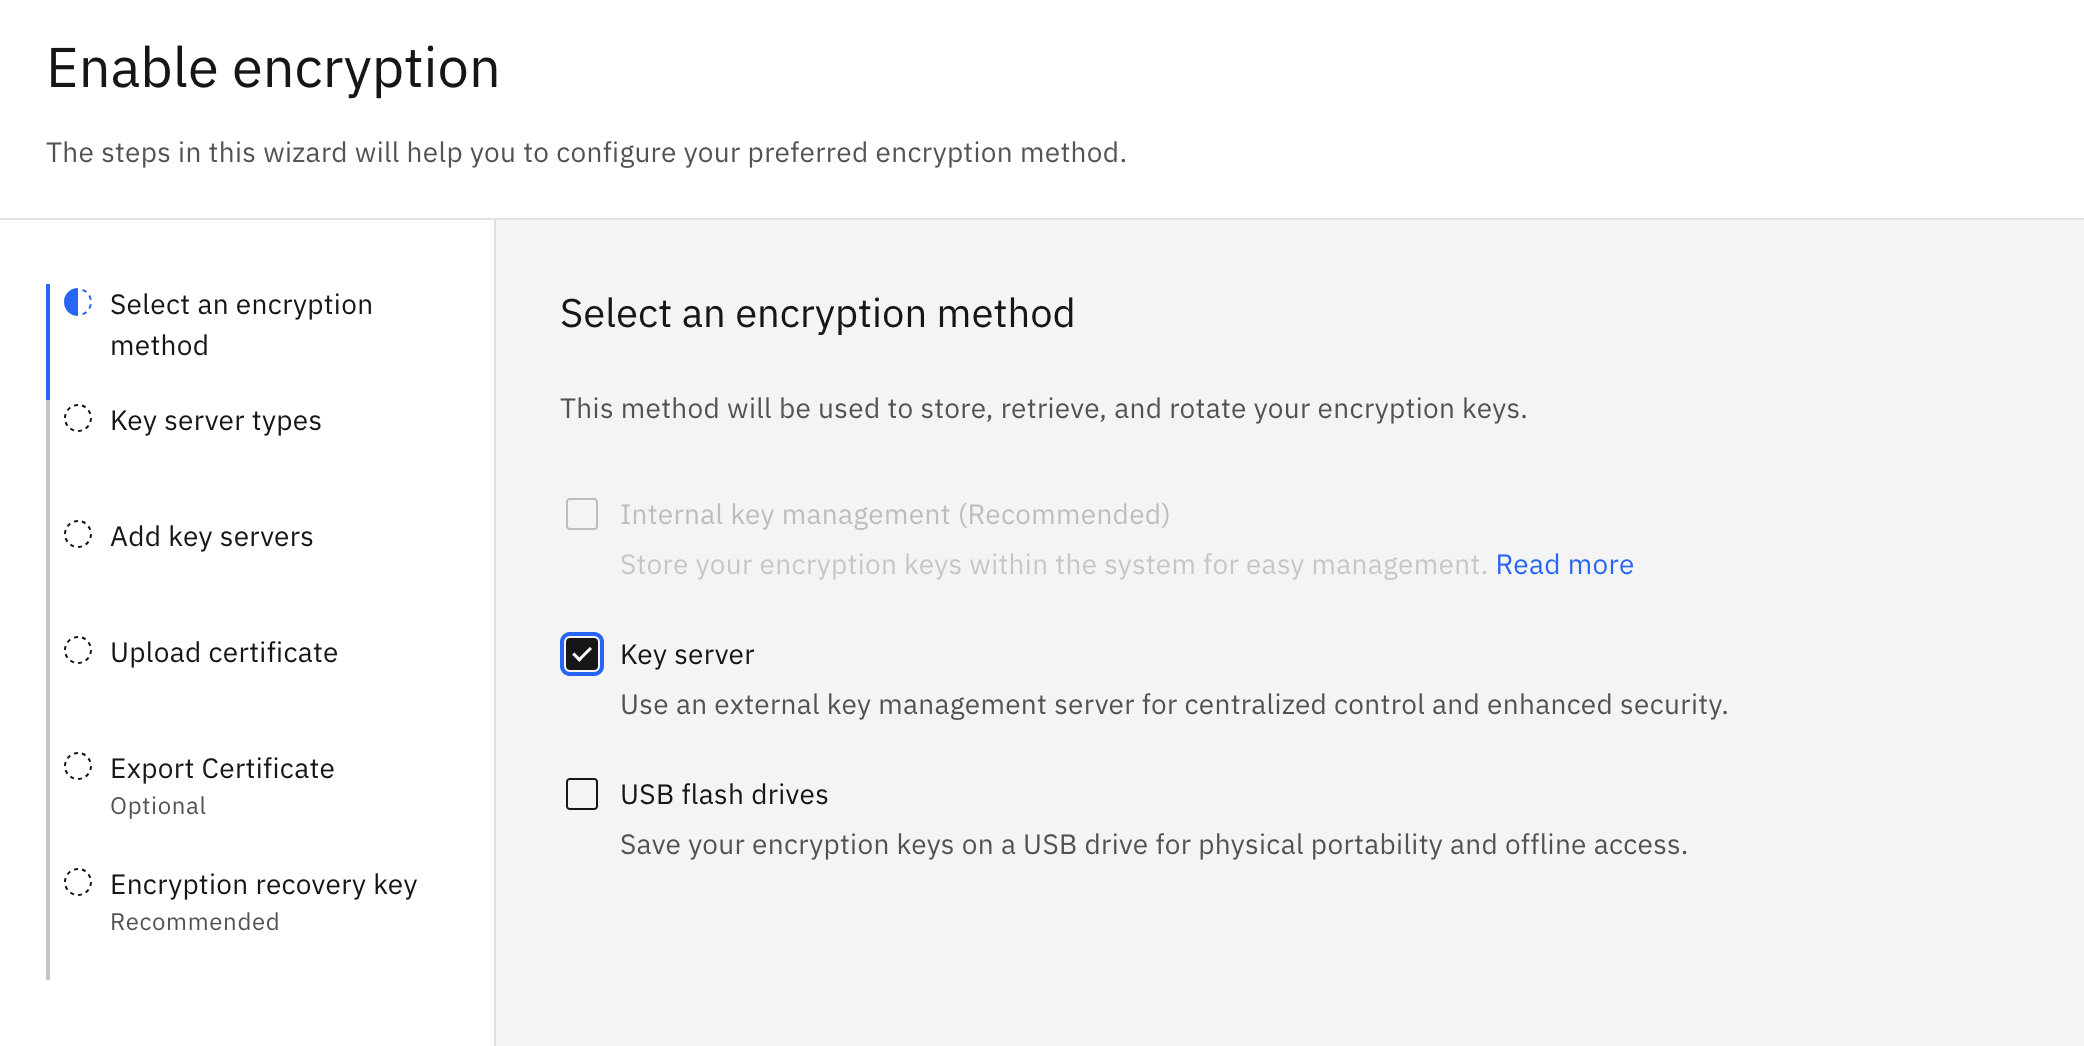 Enable encryption
The steps in this wizard will help you to configure your preferred encryption method.
Select an encryption
method
Key server types
Add key servers
Upload certificate
Export Certificate
Optional
Encryption recovery key
Recommended
Select an encryption method
This method will be used to store, retrieve, and rotate your encryption keys.
Internal key management (Recommended)
Store your encryption keys within the system for easy management. Read more
Key server
Use an external key management server for centralized control and enhanced security.
USB flash drives
Save your encryption keys on a USB drive for physical portability and offline access.